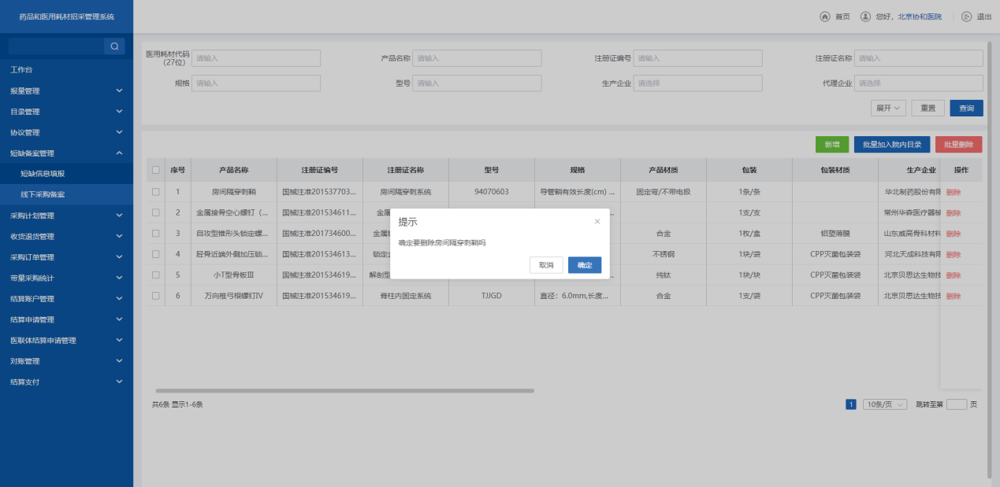 药品和医用耗材招采管理系统
首页
您好，北京协和医院
退出
工作台
报量管理
目录管理
协议管理
短缺备案管理
短缺信息填报
线下采购备案
采购计划管理
收货退货管理
采购订单管理
带量采购统计
结算账户管理
结算申请管理
医联体结算申请管理
对账管理
结算支付
医用耗材代码(27位) 请输入
产品名称 请输入
注册证编号 请输入
注册证名称 请输入
规格 请输入
型号 请输入
生产企业 请选择
代理企业 请选择
展开 重置 查询
新增 批量加入院内目录 批量删除
序号 产品名称 注册证编号 注册证名称 型号 规格 产品材质 包装 包装材质 生产企业 操作
1 房间隔穿刺鞘 国械注准201537703... 房间隔穿刺系统 94070603 导管鞘有效长度(cm) ... 固定弯/不带电极 1条/条 华北制药股份有限 删除
2 金属接骨空心螺钉（... 国械注准201534611... 金属 1支/支 常州华森医疗器械 删除
3 自攻型锥形头锁定螺... 国械注准201734600... 金属 合金 1枚/盒 铝塑薄膜 山东威高骨科材料 删除
4 胫骨近端外侧加压锁... 国械注准201534613... 锁定 不锈钢 1块/袋 CPP灭菌包装袋 河北天成科技有限 删除
5 小T型骨板Ⅲ 国械注准201534619... 解剖型 纯钛 1块/块 CPP灭菌包装袋 北京贝思达生物技 删除
6 万向椎弓根螺钉IV 国械注准201534619... 脊柱内固定系统 TJJGD 直径：6.0mm,长度... 合金 1支/袋 CPP灭菌包装袋 北京贝思达生物技 删除
提示
确定要删除房间隔穿刺鞘吗
取消 确定
共6条 显示1-6条
1 10条/页 跳转至第 页